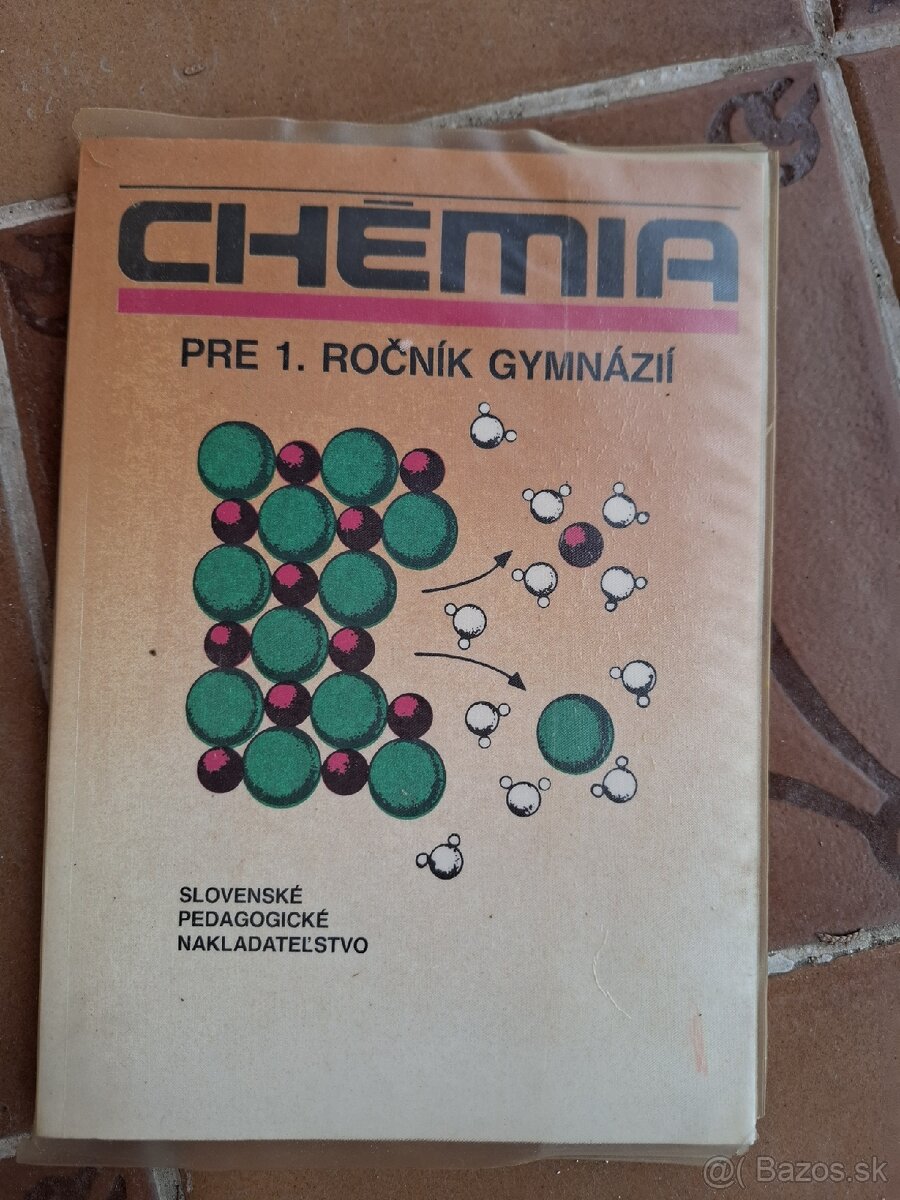 CHÉMIA
PRE 1. ROČNÍK GYMNÁZIÍ
SLOVENSKÉ
PEDAGOGICKÉ
NAKLADATEĽSTVO
@( Bazos.sk